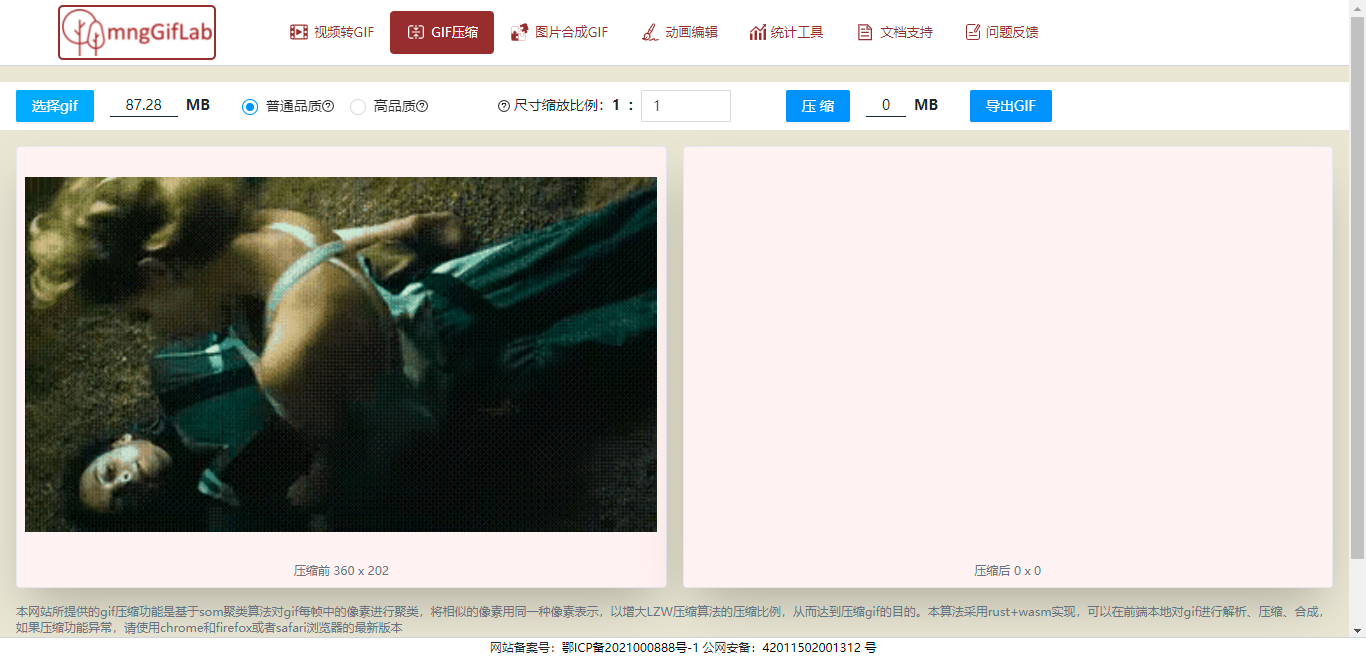 mngGifLab 视频转GIF GIF压缩 图片合成GIF 动画编辑 统计工具 文档支持 问题反馈
选择gif 87.28 MB 普通品质 高品质 尺寸缩放比例：1 : 1 压 缩 0 MB 导出GIF
压缩前 360 x 202
压缩后 0 x 0
本网站所提供的gif压缩功能是基于som聚类算法对gif每帧中的像素进行聚类，将相似的像素用同一种像素表示，以增大LZW压缩算法的压缩比例，从而达到压缩gif的目的。本算法采用rust+wasm实现，可以在前端本地对gif进行解析、压缩、合成，
如果压缩功能异常，请使用chrome和firefox或者safari浏览器的最新版本
网站备案号：鄂ICP备2021000888号-1 公网安备：42011502001312 号